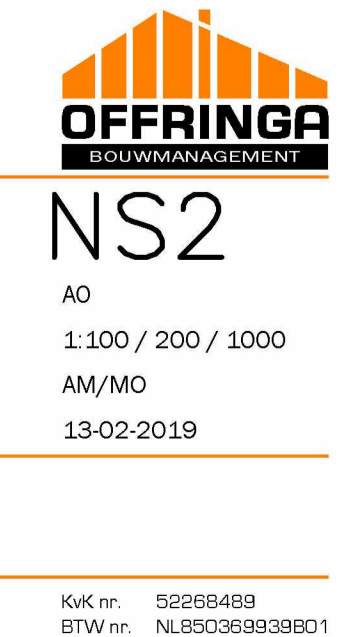 OFFRINGA
BOUWMANAGEMENT
NS2
A0
1:100 / 200 / 1000
AM/MO
13-02-2019
KvK nr. 52268489
BTW nr. NL850369939B01